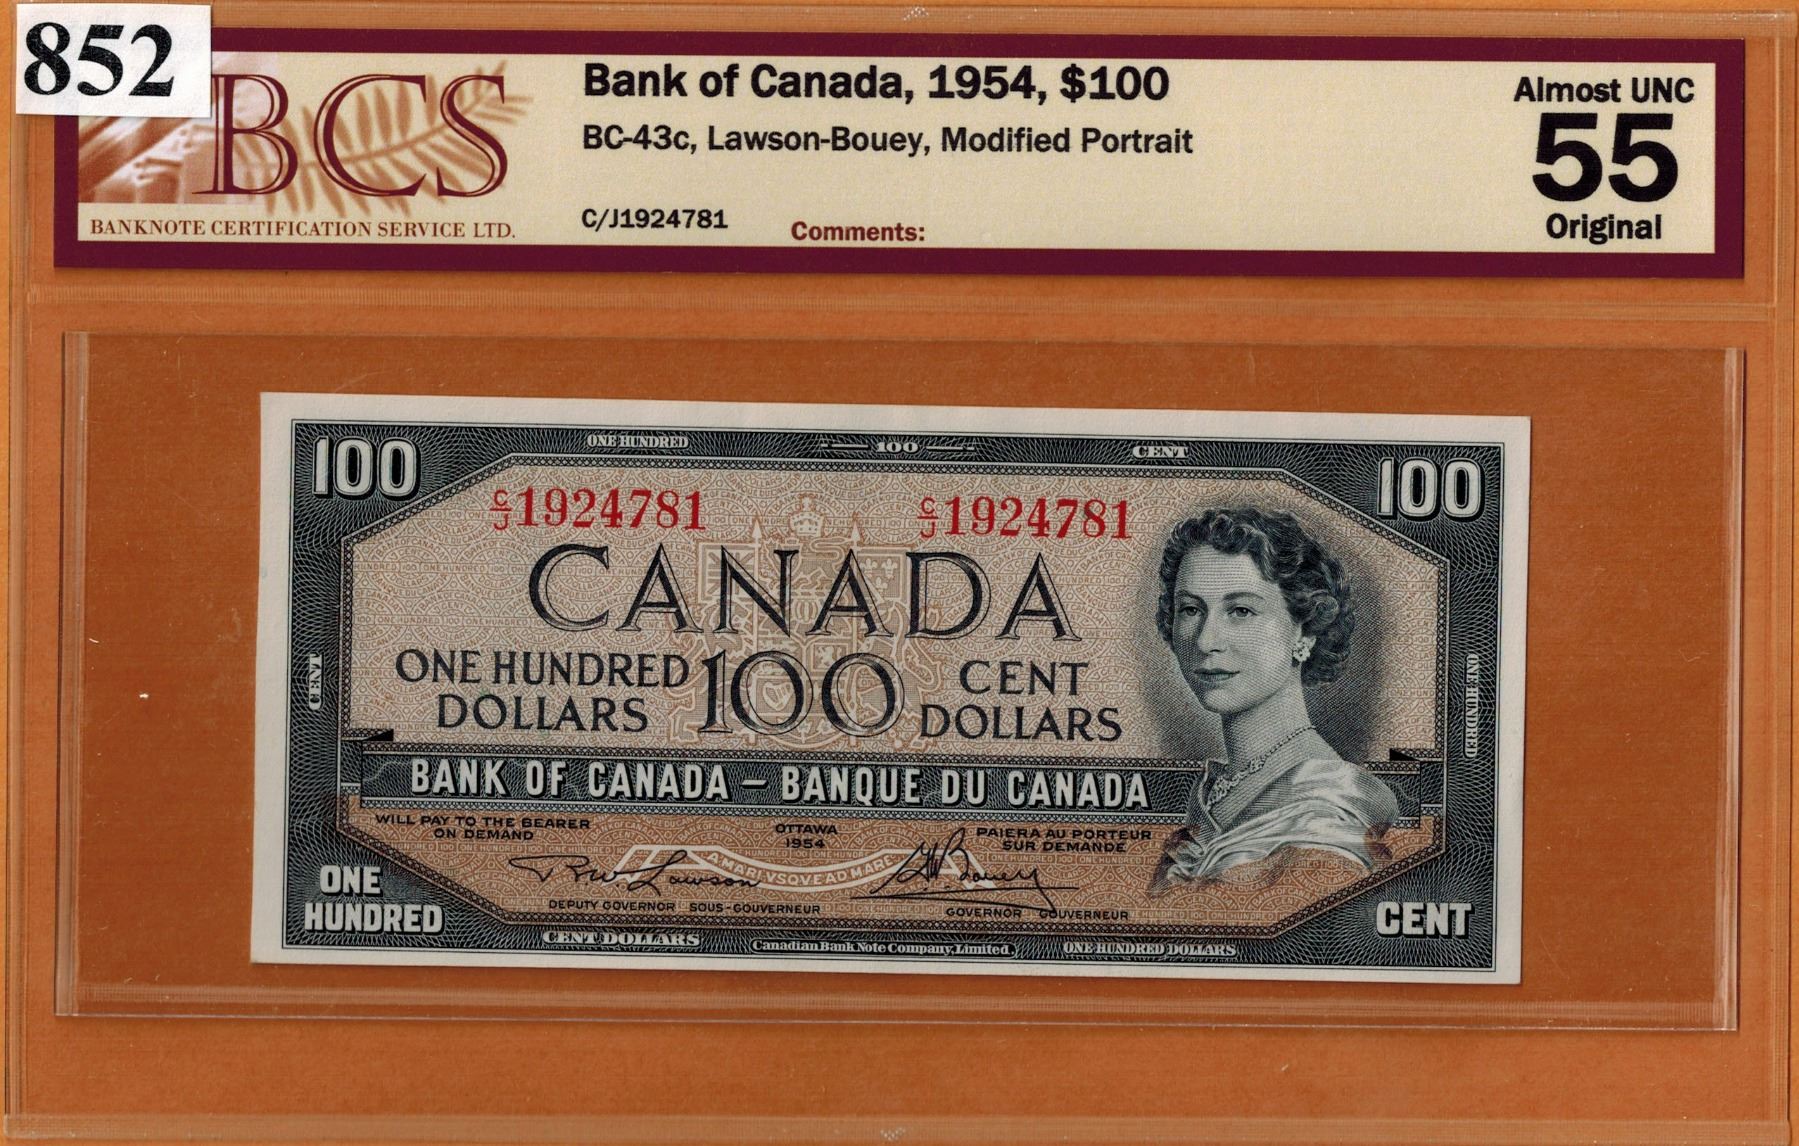 852
BCS
BANKNOTE CERTIFICATION SERVICE LTD.
Bank of Canada, 1954, $100
BC-43c, Lawson-Bouey, Modified Portrait
C/J1924781
Comments:
Almost UNC
55
Original
100
ONE HUNDRED
100
CENT
100
C/J1924781
C/J1924781
CANADA
ONE HUNDRED
DOLLARS
100
CENT
DOLLARS
CENT
ONE HUNDRED
BANK OF CANADA – BANQUE DU CANADA
WILL PAY TO THE BEARER
ON DEMAND
OTTAWA
1954
PAIERA AU PORTEUR
SUR DEMANDE
A MARI VSQVE AD MARE
R.W. Lawson
G.K. Bouey
DEPUTY GOVERNOR SOUS-GOUVERNEUR
GOVERNOR GOUVERNEUR
ONE
HUNDRED
CENT
CENT DOLLARS
Canadian Bank Note Company, Limited.
ONE HUNDRED DOLLARS